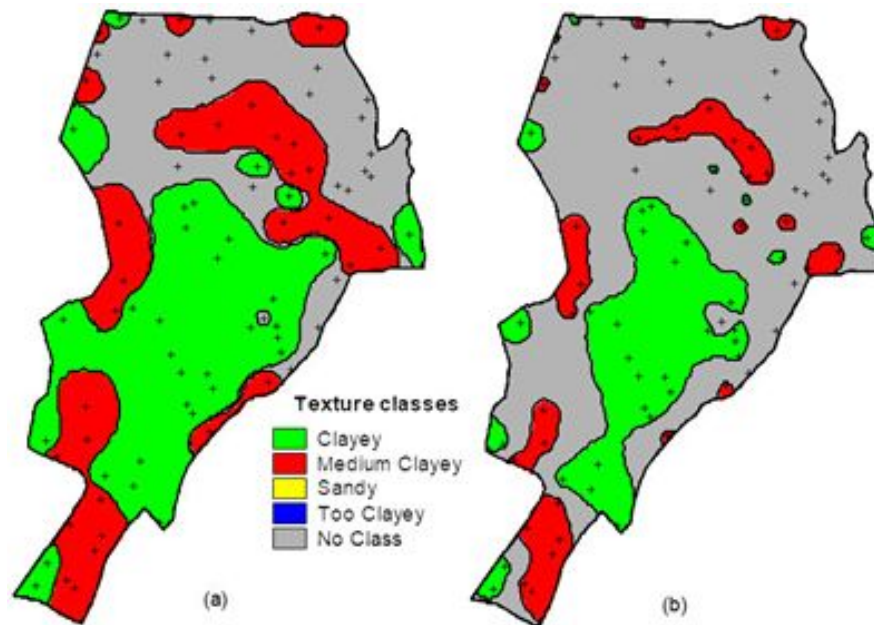 Texture classes
Clayey
Medium Clayey
Sandy
Too Clayey
No Class
(a)
(b)